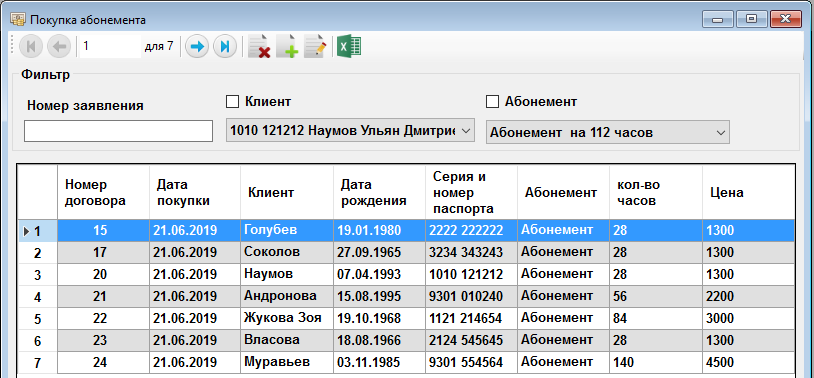 Покупка абонемента
1 для 7
Фильтр
Номер заявления
Клиент
Абонемент
1010 121212 Наумов Ульян Дмитрие
Абонемент на 112 часов
Номер договора Дата покупки Клиент Дата рождения Серия и номер паспорта Абонемент кол-во часов Цена
1 15 21.06.2019 Голубев 19.01.1980 2222 222222 Абонемент 28 1300
2 17 21.06.2019 Соколов 27.09.1965 3234 343243 Абонемент 28 1300
3 20 21.06.2019 Наумов 07.04.1993 1010 121212 Абонемент 28 1300
4 21 21.06.2019 Андронова 15.08.1995 9301 010240 Абонемент 56 2200
5 22 21.06.2019 Жукова Зоя 19.10.1968 1121 214654 Абонемент 84 3000
6 23 21.06.2019 Власова 18.08.1966 2124 545645 Абонемент 28 1300
7 24 21.06.2019 Муравьев 03.11.1985 9301 554564 Абонемент 140 4500